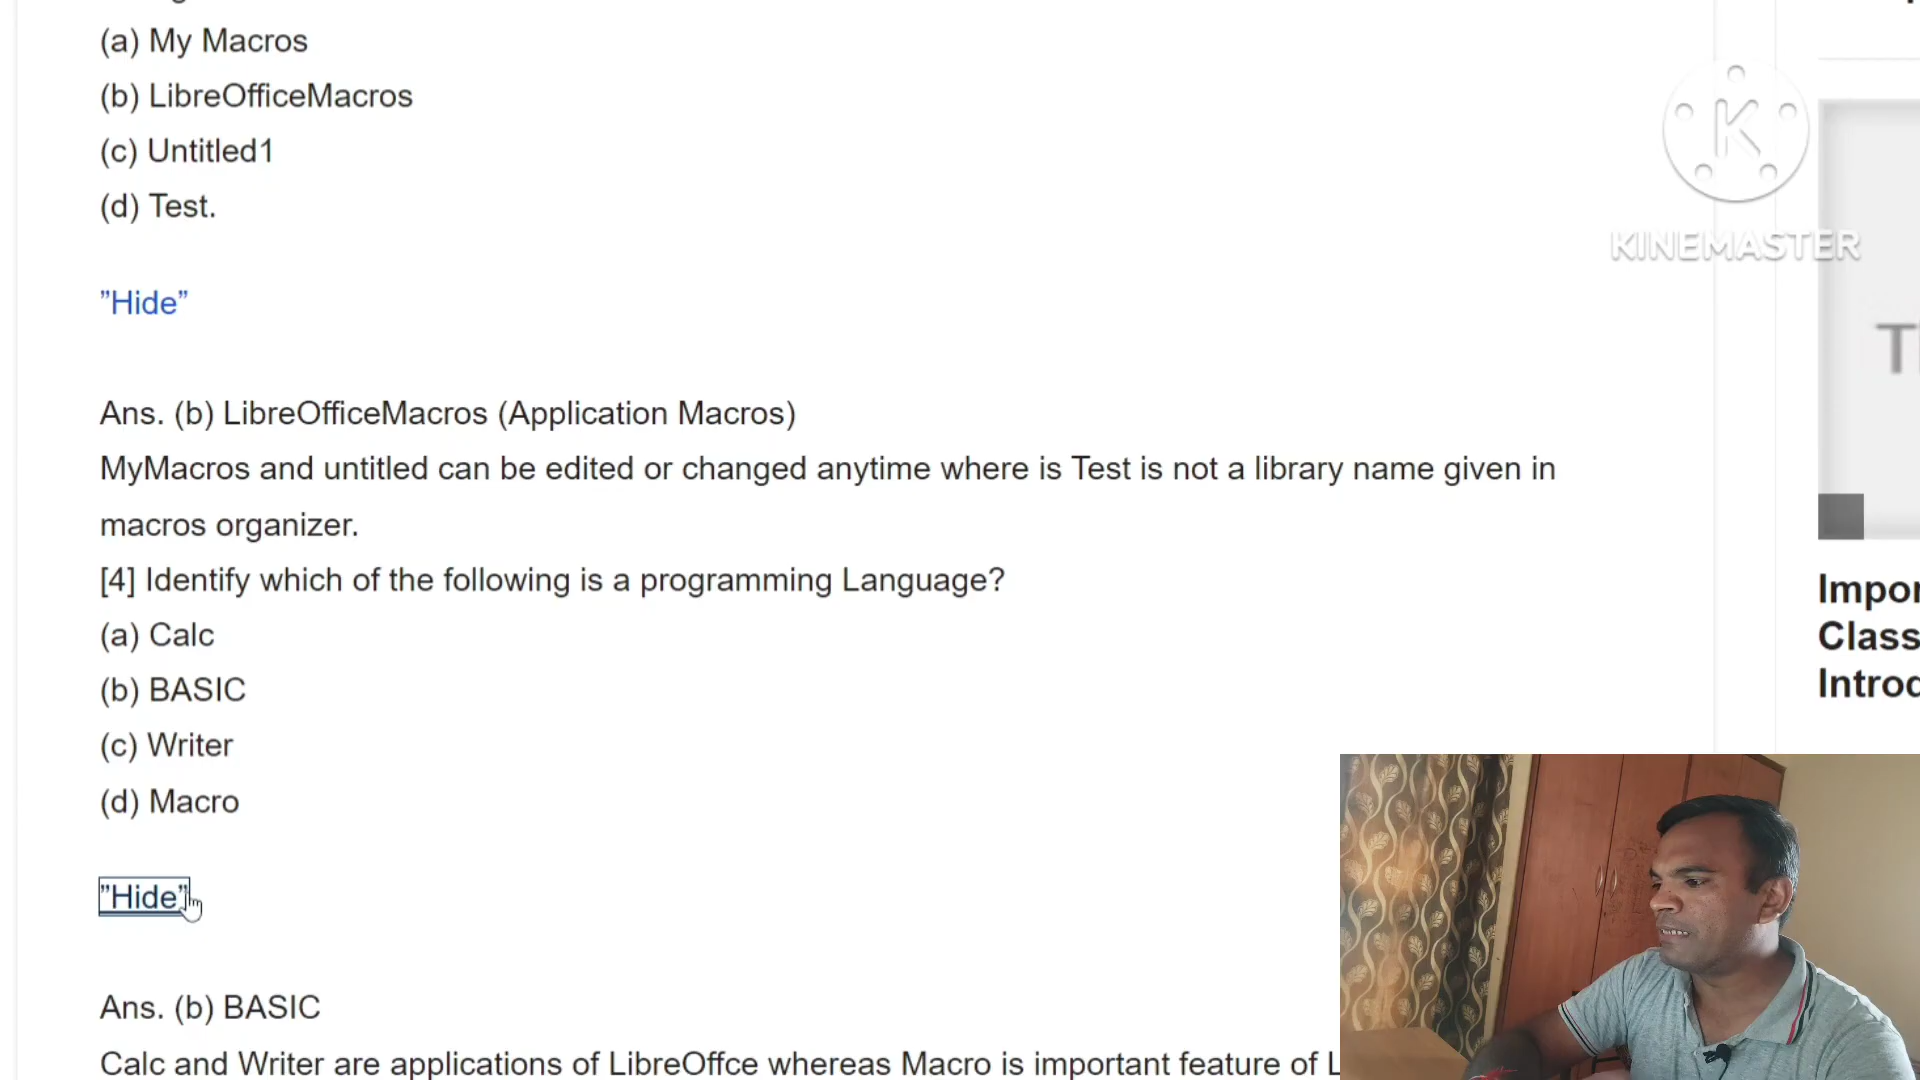 (a) My Macros
(b) LibreOfficeMacros
(c) Untitled1
(d) Test.
”Hide”
Ans. (b) LibreOfficeMacros (Application Macros)
MyMacros and untitled can be edited or changed anytime where is Test is not a library name given in
macros organizer.
[4] Identify which of the following is a programming Language?
(a) Calc
(b) BASIC
(c) Writer
(d) Macro
”Hide”
Ans. (b) BASIC
Calc and Writer are applications of LibreOffce whereas Macro is important feature of L
KINEMASTER
Impor
Class
Introd